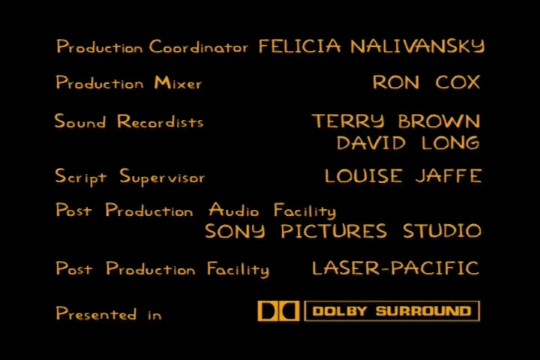 Production Coordinator FELICIA NALIVANSKY
Production Mixer RON COX
Sound Recordists TERRY BROWN
DAVID LONG
Script Supervisor LOUISE JAFFE
Post Production Audio Facility
SONY PICTURES STUDIO
Post Production Facility LASER-PACIFIC
Presented in DOLBY SURROUND